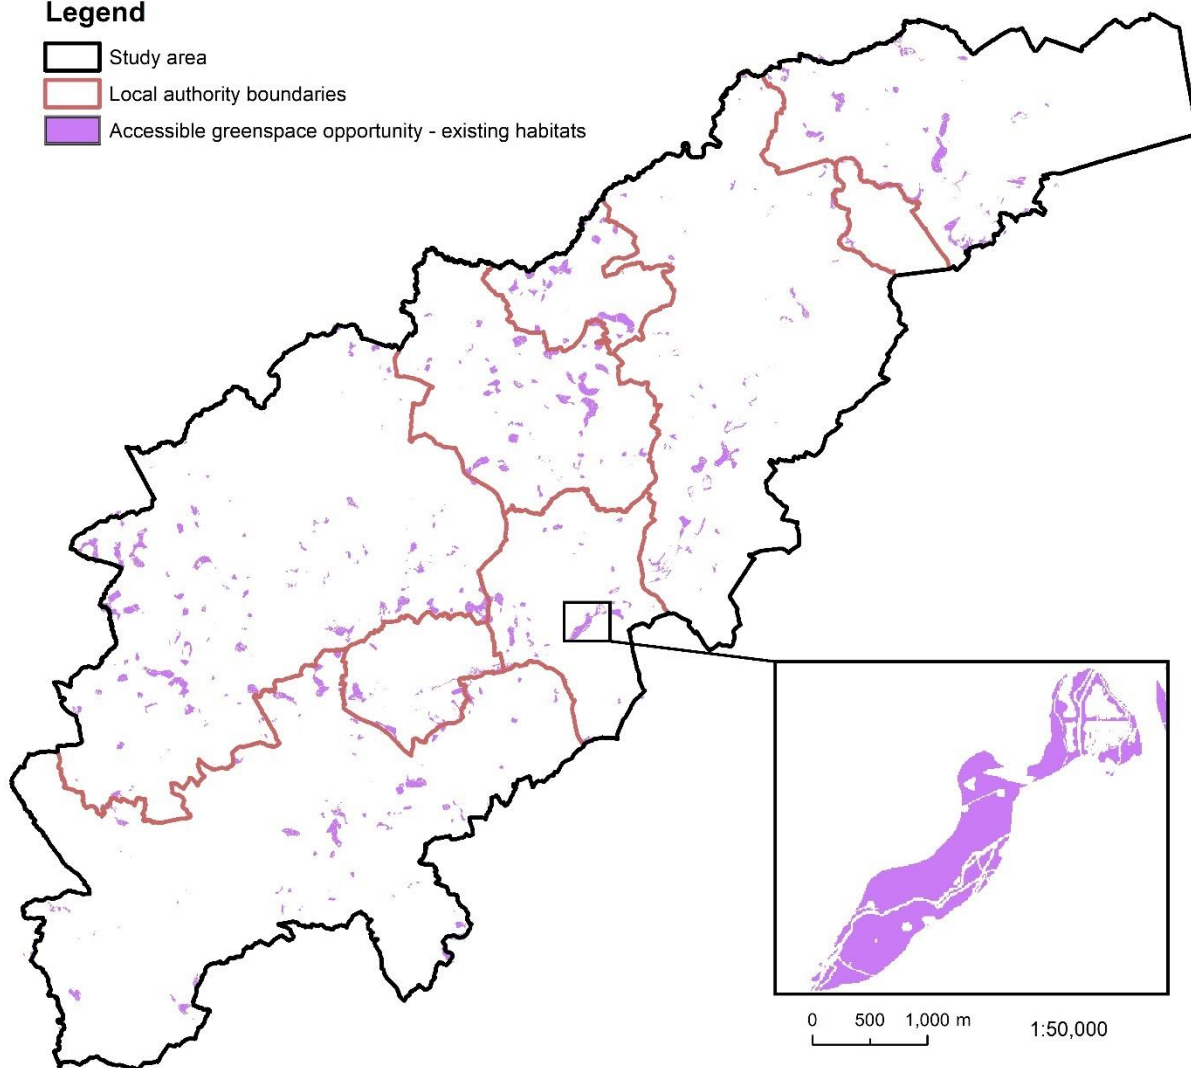 Legend
Study area
Local authority boundaries
Accessible greenspace opportunity - existing habitats
0 500 1,000 m
1:50,000